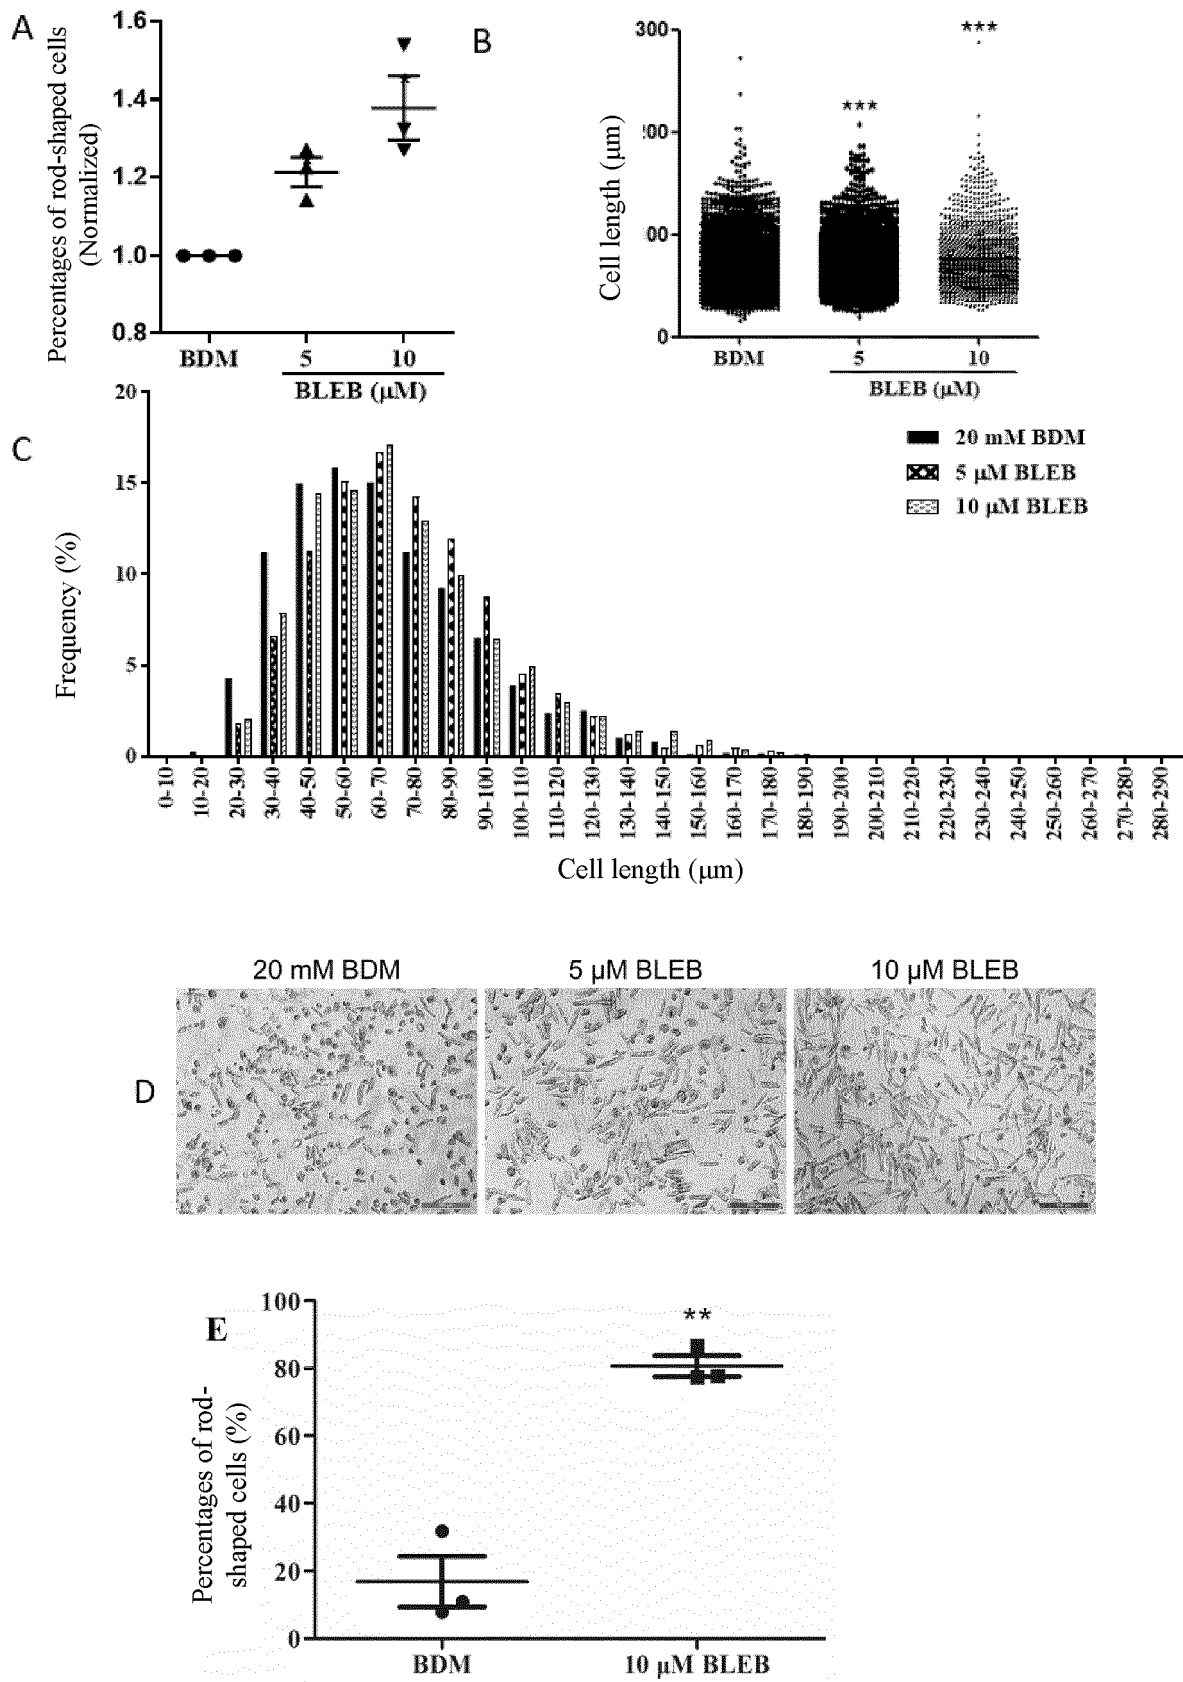 A
Percentages of rod-shaped cells
(Normalized)
1.6
1.4
1.2
1.0
0.8
BDM
5
10
BLEB (μM)
B
Cell length (μm)
300
200
00
0
***
***
BDM
5
10
BLEB (μM)
C
Frequency (%)
20
15
10
5
0
20 mM BDM
5 μM BLEB
10 μM BLEB
0-10
10-20
20-30
30-40
40-50
50-60
60-70
70-80
80-90
90-100
100-110
110-120
120-130
130-140
140-150
150-160
160-170
170-180
180-190
190-200
200-210
210-220
220-230
230-240
240-250
250-260
260-270
270-280
280-290
Cell length (μm)
D
20 mM BDM
5 μM BLEB
10 μM BLEB
E
Percentages of rod-
shaped cells (%)
100
80
60
40
20
0
**
BDM
10 μM BLEB